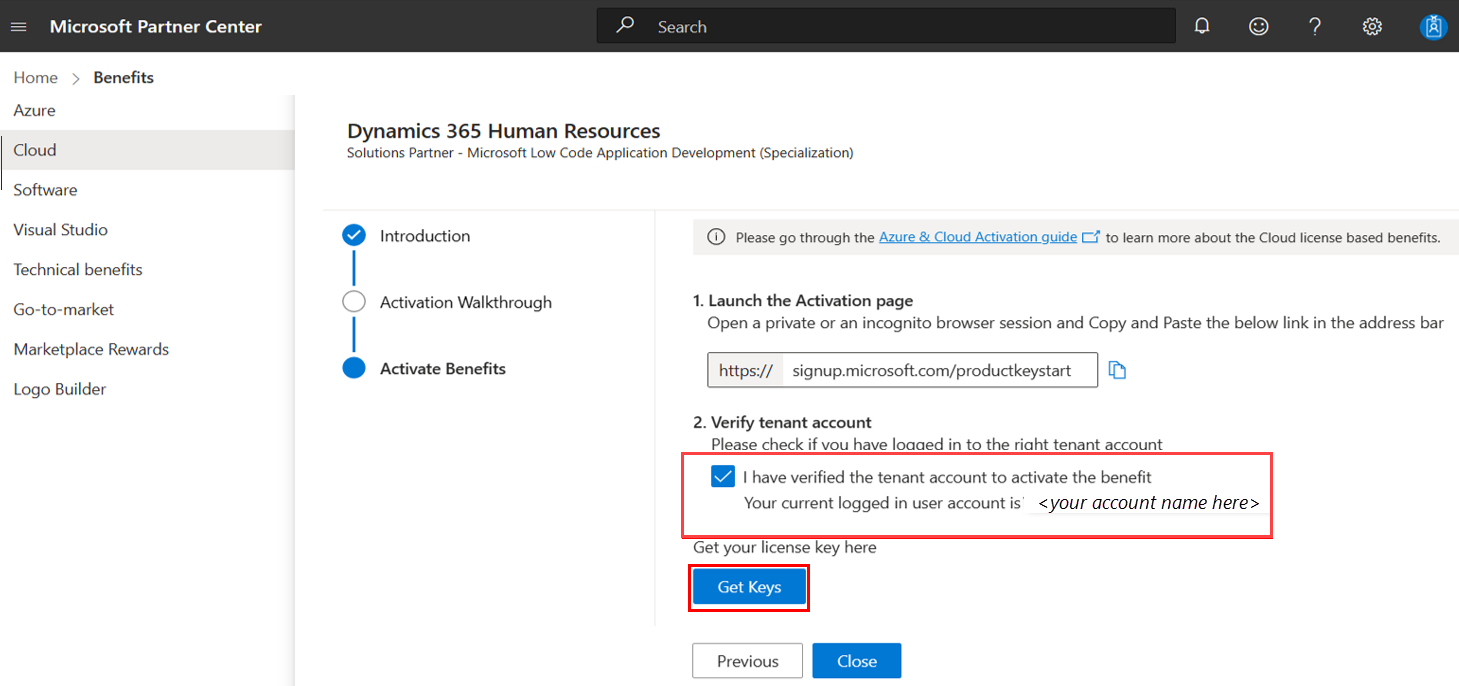 Microsoft Partner Center
Search
Home > Benefits
Azure
Cloud
Software
Visual Studio
Technical benefits
Go-to-market
Marketplace Rewards
Logo Builder
Dynamics 365 Human Resources
Solutions Partner - Microsoft Low Code Application Development (Specialization)
Introduction
Activation Walkthrough
Activate Benefits
Please go through the Azure & Cloud Activation guide to learn more about the Cloud license based benefits.
1. Launch the Activation page
Open a private or an incognito browser session and Copy and Paste the below link in the address bar
https:// signup.microsoft.com/productkeystart
2. Verify tenant account
Please check if you have logged in to the right tenant account
I have verified the tenant account to activate the benefit
Your current logged in user account is <your account name here>
Get your license key here
Get Keys
Previous
Close